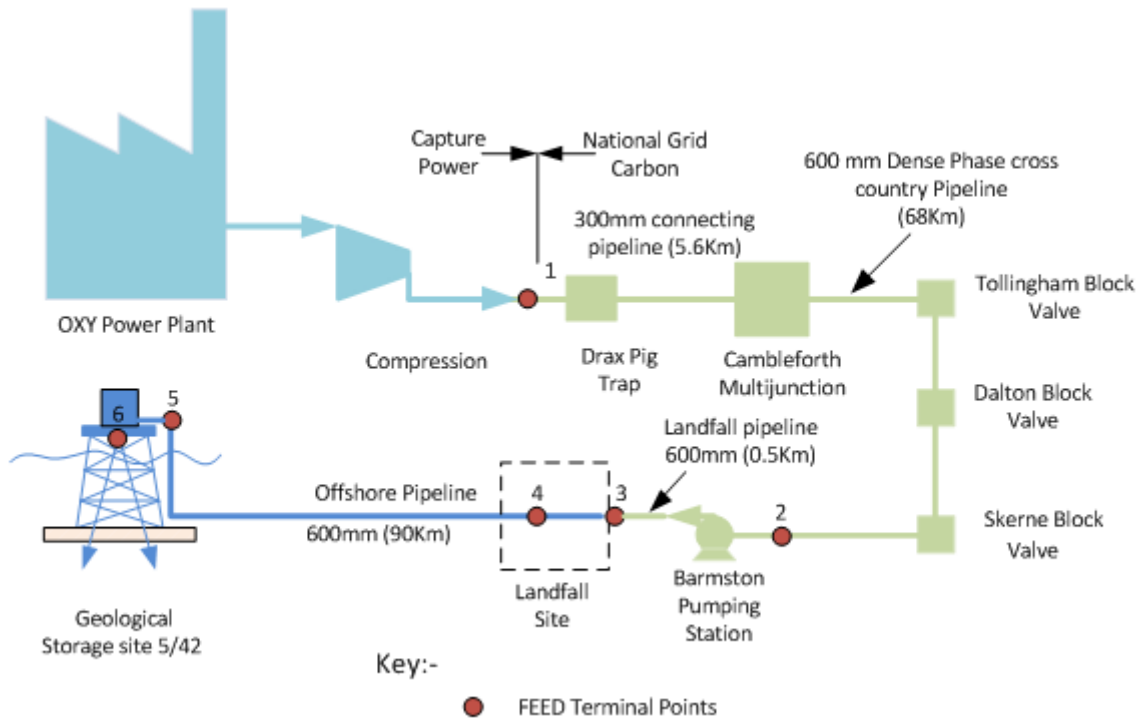 Capture
Power
National Grid
Carbon
600 mm Dense Phase cross
country Pipeline
(68Km)
300mm connecting
pipeline (5.6Km)
1
OXY Power Plant
Compression
Drax Pig
Trap
Cambleforth
Multijunction
Tollingham Block
Valve
Dalton Block
Valve
5
6
Landfall pipeline
600mm (0.5Km)
Offshore Pipeline
600mm (90Km)
4
3
2
Skerne Block
Valve
Landfall
Site
Barmston
Pumping
Station
Geological
Storage site 5/42
Key:-
FEED Terminal Points